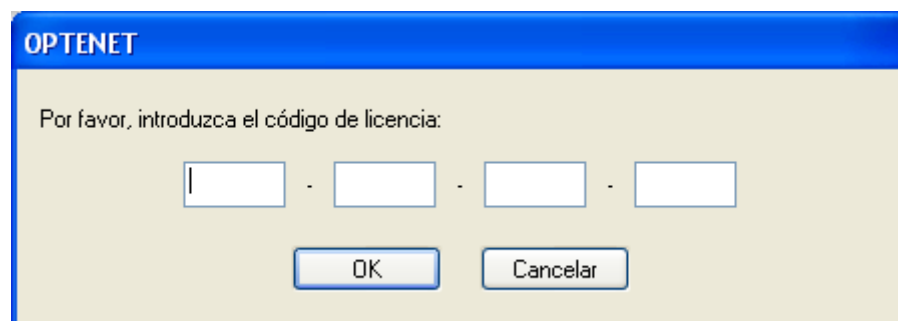 OPTENET
Por favor, introduzca el código de licencia:
- - -
OK Cancelar